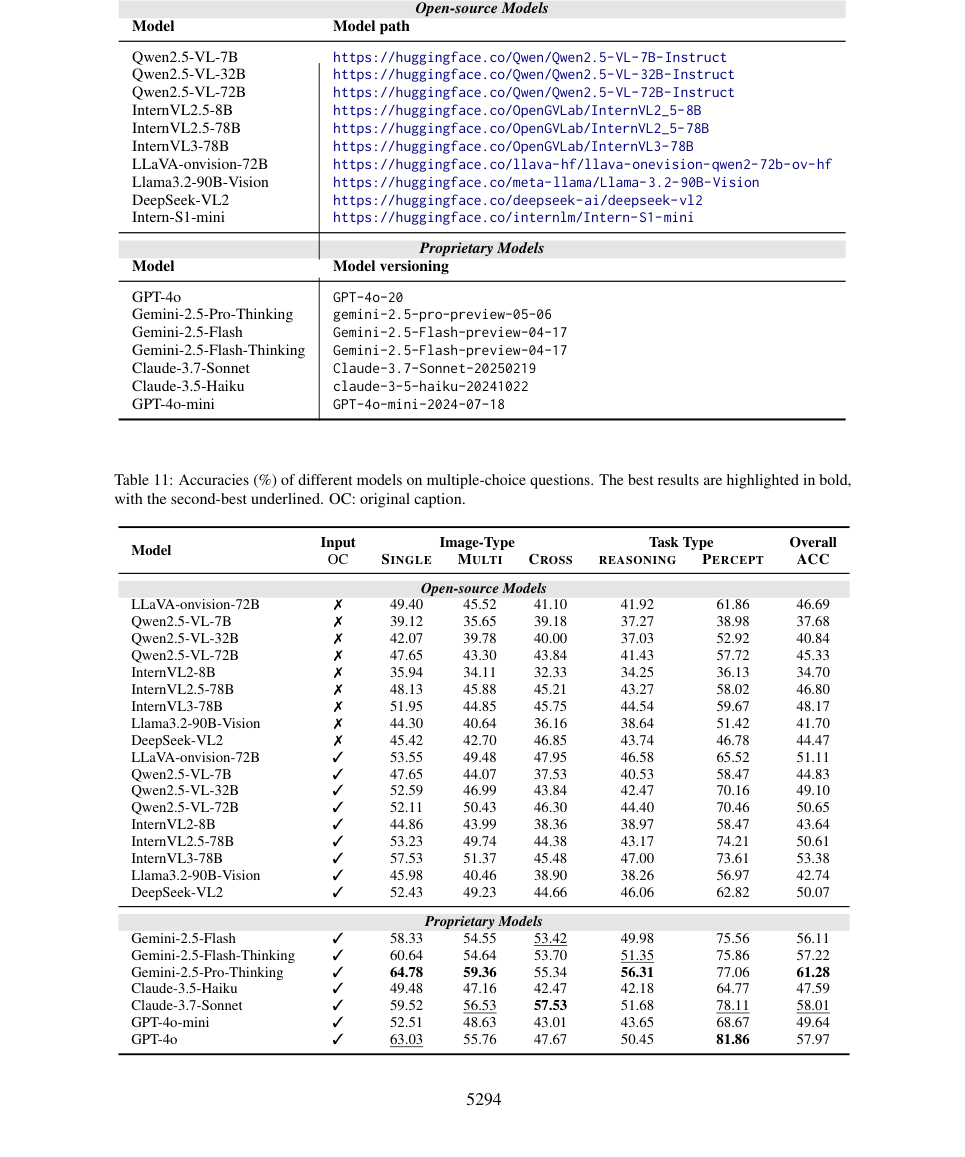 Open-source Models
Model Model path
Qwen2.5-VL-7B https://huggingface.co/Qwen/Qwen2.5-VL-7B-Instruct
Qwen2.5-VL-32B https://huggingface.co/Qwen/Qwen2.5-VL-32B-Instruct
Qwen2.5-VL-72B https://huggingface.co/Qwen/Qwen2.5-VL-72B-Instruct
InternVL2.5-8B https://huggingface.co/OpenGVLab/InternVL2_5-8B
InternVL2.5-78B https://huggingface.co/OpenGVLab/InternVL2_5-78B
InternVL3-78B https://huggingface.co/OpenGVLab/InternVL3-78B
LLaVA-onvision-72B https://huggingface.co/llava-hf/llava-onevision-qwen2-72b-ov-hf
Llama3.2-90B-Vision https://huggingface.co/meta-llama/Llama-3.2-90B-Vision
DeepSeek-VL2 https://huggingface.co/deepseek-ai/deepseek-vl2
Intern-S1-mini https://huggingface.co/internlm/Intern-S1-mini
Proprietary Models
Model Model versioning
GPT-4o GPT-4o-20
Gemini-2.5-Pro-Thinking gemini-2.5-pro-preview-05-06
Gemini-2.5-Flash Gemini-2.5-Flash-preview-04-17
Gemini-2.5-Flash-Thinking Gemini-2.5-Flash-preview-04-17
Claude-3.7-Sonnet Claude-3.7-Sonnet-20250219
Claude-3.5-Haiku claude-3-5-haiku-20241022
GPT-4o-mini GPT-4o-mini-2024-07-18
Table 11: Accuracies (%) of different models on multiple-choice questions. The best results are highlighted in bold,
with the second-best underlined. OC: original caption.
Model Input Image-Type Task Type Overall
OC SINGLE MULTI CROSS REASONING PERCEPT ACC
Open-source Models
LLaVA-onvision-72B ✗ 49.40 45.52 41.10 41.92 61.86 46.69
Qwen2.5-VL-7B ✗ 39.12 35.65 39.18 37.27 38.98 37.68
Qwen2.5-VL-32B ✗ 42.07 39.78 40.00 37.03 52.92 40.84
Qwen2.5-VL-72B ✗ 47.65 43.30 43.84 41.43 57.72 45.33
InternVL2-8B ✗ 35.94 34.11 32.33 34.25 36.13 34.70
InternVL2.5-78B ✗ 48.13 45.88 45.21 43.27 58.02 46.80
InternVL3-78B ✗ 51.95 44.85 45.75 44.54 59.67 48.17
Llama3.2-90B-Vision ✗ 44.30 40.64 36.16 38.64 51.42 41.70
DeepSeek-VL2 ✗ 45.42 42.70 46.85 43.74 46.78 44.47
LLaVA-onvision-72B ✓ 53.55 49.48 47.95 46.58 65.52 51.11
Qwen2.5-VL-7B ✓ 47.65 44.07 37.53 40.53 58.47 44.83
Qwen2.5-VL-32B ✓ 52.59 46.99 43.84 42.47 70.16 49.10
Qwen2.5-VL-72B ✓ 52.11 50.43 46.30 44.40 70.46 50.65
InternVL2-8B ✓ 44.86 43.99 38.36 38.97 58.47 43.64
InternVL2.5-78B ✓ 53.23 49.74 44.38 43.17 74.21 50.61
InternVL3-78B ✓ 57.53 51.37 45.48 47.00 73.61 53.38
Llama3.2-90B-Vision ✓ 45.98 40.46 38.90 38.26 56.97 42.74
DeepSeek-VL2 ✓ 52.43 49.23 44.66 46.06 62.82 50.07
Proprietary Models
Gemini-2.5-Flash ✓ 58.33 54.55 53.42 49.98 75.56 56.11
Gemini-2.5-Flash-Thinking ✓ 60.64 54.64 53.70 51.35 75.86 57.22
Gemini-2.5-Pro-Thinking ✓ 64.78 59.36 55.34 56.31 77.06 61.28
Claude-3.5-Haiku ✓ 49.48 47.16 42.47 42.18 64.77 47.59
Claude-3.7-Sonnet ✓ 59.52 56.53 57.53 51.68 78.11 58.01
GPT-4o-mini ✓ 52.51 48.63 43.01 43.65 68.67 49.64
GPT-4o ✓ 63.03 55.76 47.67 50.45 81.86 57.97
5294